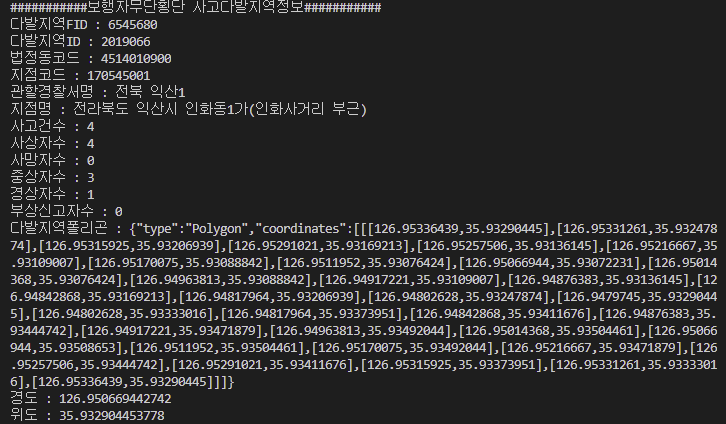 ###########보행자무단횡단 사고다발지역정보###########
다발지역FID : 6545680
다발지역ID : 2019066
법정동코드 : 4514010900
지점코드 : 170545001
관할경찰서명 : 전북 익산1
지점명 : 전라북도 익산시 인화동1가(인화사거리 부근)
사고건수 : 4
사상자수 : 4
사망자수 : 0
중상자수 : 3
경상자수 : 1
부상신고자수 : 0
다발지역폴리곤 : {"type":"Polygon","coordinates":[[[126.95336439,35.93290445],[126.95331261,35.932478
74],[126.95315925,35.93206939],[126.95291021,35.93169213],[126.95257506,35.93136145],[126.95216667,35
.93109007],[126.95170075,35.93088842],[126.9511952,35.93076424],[126.95066944,35.93072231],[126.95014
368,35.93076424],[126.94963813,35.93088842],[126.94917221,35.93109007],[126.94876383,35.93136145],[12
6.94842868,35.93169213],[126.94817964,35.93206939],[126.94802628,35.93247874],[126.9479745,35.9329044
5],[126.94802628,35.93333016],[126.94817964,35.93373951],[126.94842868,35.93411676],[126.94876383,35.
93444742],[126.94917221,35.93471879],[126.94963813,35.93492044],[126.95014368,35.93504461],[126.95066
944,35.93508653],[126.9511952,35.93504461],[126.95170075,35.93492044],[126.95216667,35.93471879],[126
.95257506,35.93444742],[126.95291021,35.93411676],[126.95315925,35.93373951],[126.95331261,35.9333301
6],[126.95336439,35.93290445]]]}
경도 : 126.950669442742
위도 : 35.932904453778